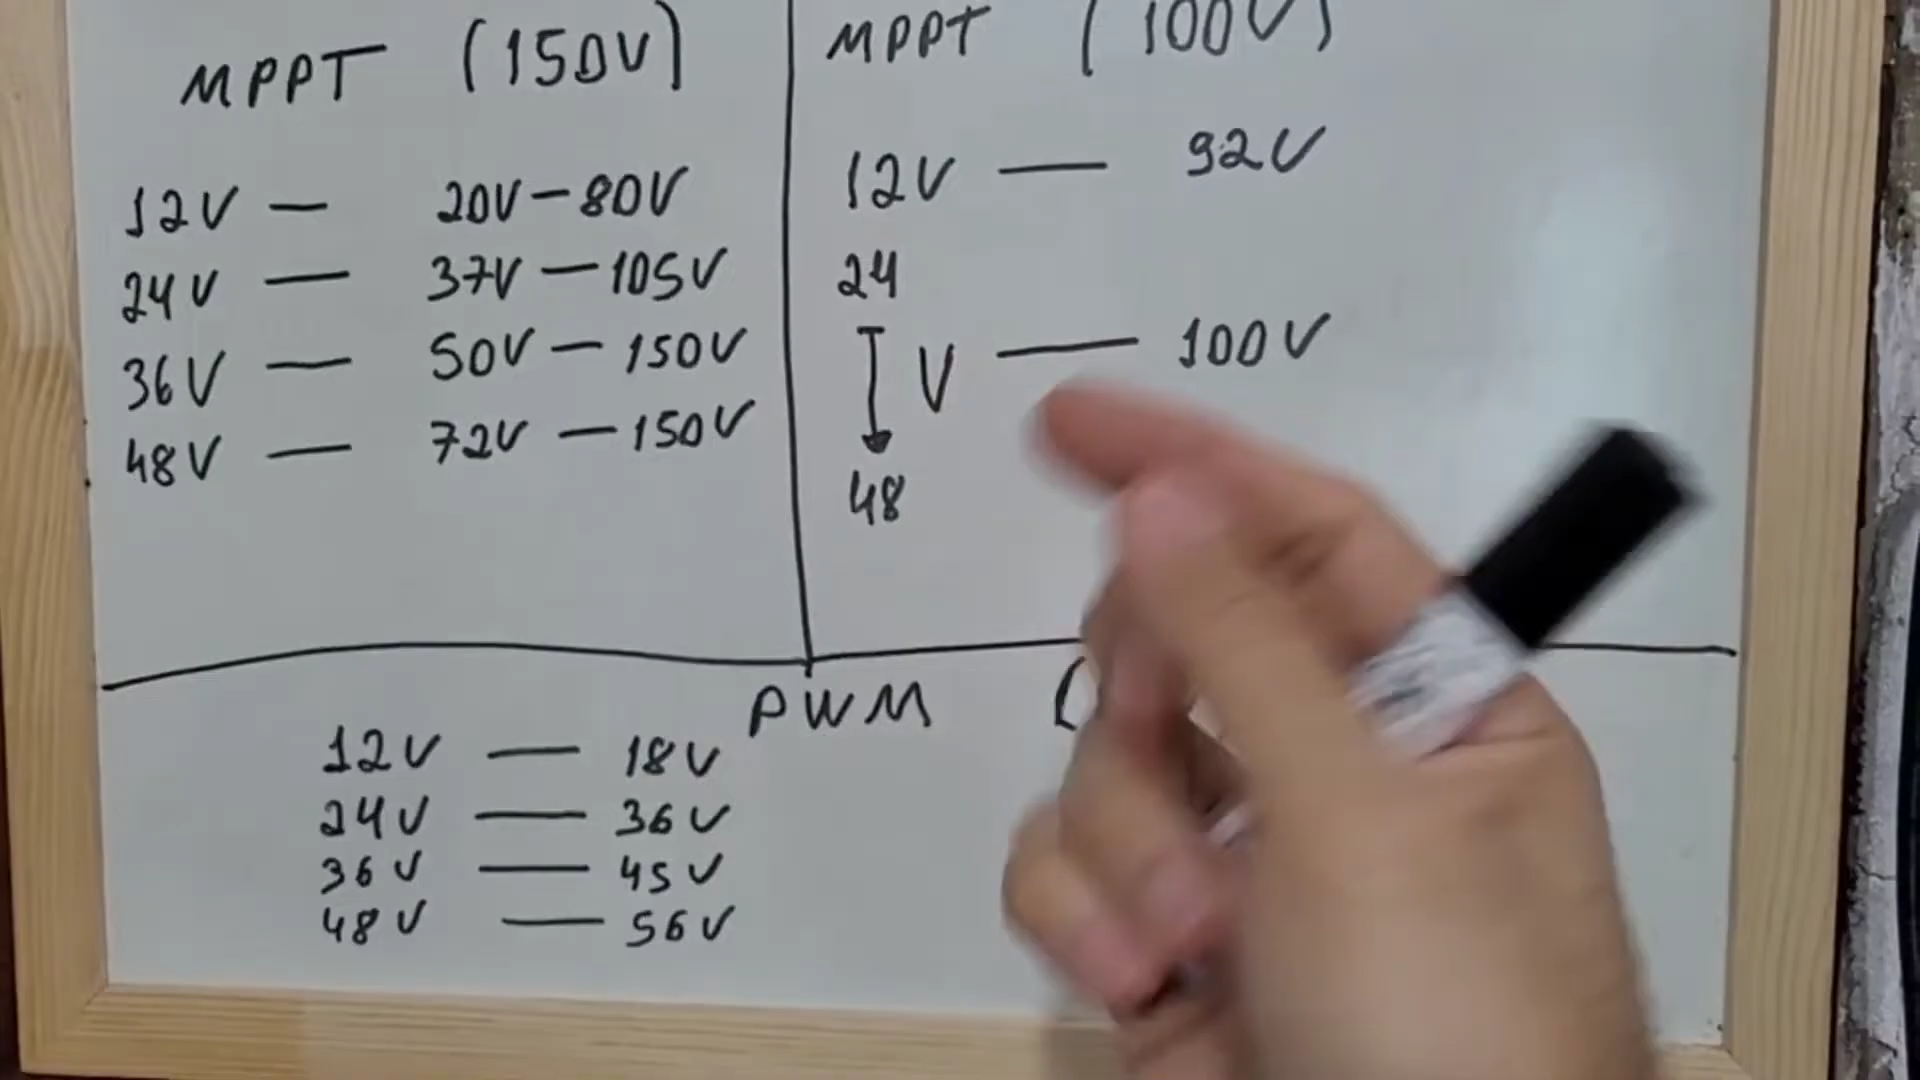 MPPT (150V)
12V — 20V — 80V
24V — 37V — 105V
36V — 50V — 150V
48V — 72V — 150V
MPPT (100V)
12V — 92V
24
V — 100V
48
PWM (
12V — 18V
24V — 36V
36V — 45V
48V — 56V